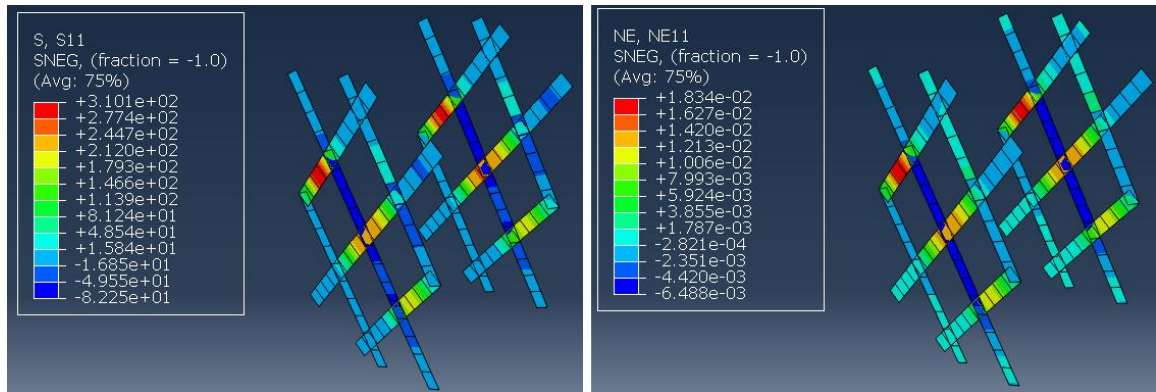 S, S11
SNEG, (fraction = -1.0)
(Avg: 75%)
+3.101e+02
+2.774e+02
+2.447e+02
+2.120e+02
+1.793e+02
+1.466e+02
+1.139e+02
+8.124e+01
+4.854e+01
+1.584e+01
-1.685e+01
-4.955e+01
-8.225e+01
NE, NE11
SNEG, (fraction = -1.0)
(Avg: 75%)
+1.834e-02
+1.627e-02
+1.420e-02
+1.213e-02
+1.006e-02
+7.993e-03
+5.924e-03
+3.855e-03
+1.787e-03
-2.821e-04
-2.351e-03
-4.420e-03
-6.488e-03